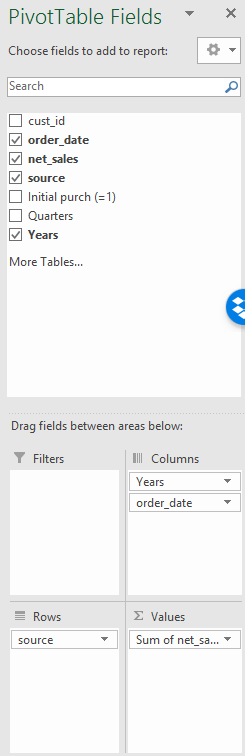 PivotTable Fields
Choose fields to add to report:
Search
cust_id
order_date
net_sales
source
Initial purch (=1)
Quarters
Years
More Tables...
Drag fields between areas below:
Filters
Columns
Years
order_date
Rows
source
Σ Values
Sum of net_sa...